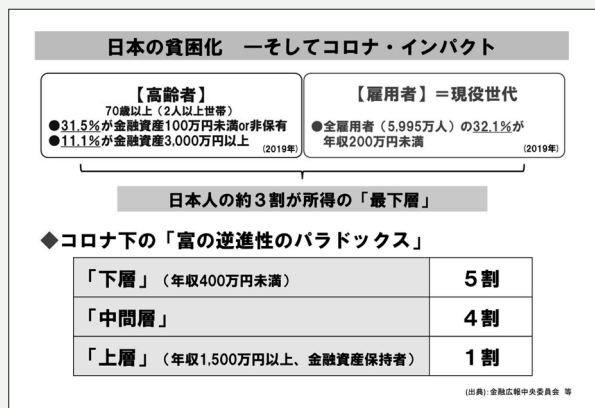 日本の貧困化　―そしてコロナ・インパクト
【高齢者】
70歳以上（2人以上世帯）
●31.5%が金融資産100万円未満or非保有
●11.1%が金融資産3,000万円以上
(2019年)
【雇用者】＝現役世代
●全雇用者（5,995万人）の32.1%が
年収200万円未満
(2019年)
日本人の約３割が所得の「最下層」
◆コロナ下の「富の逆進性のパラドックス」
「下層」（年収400万円未満）　５割
「中間層」　４割
「上層」（年収1,500万円以上、金融資産保持者）　１割
(出典)：金融広報中央委員会　等